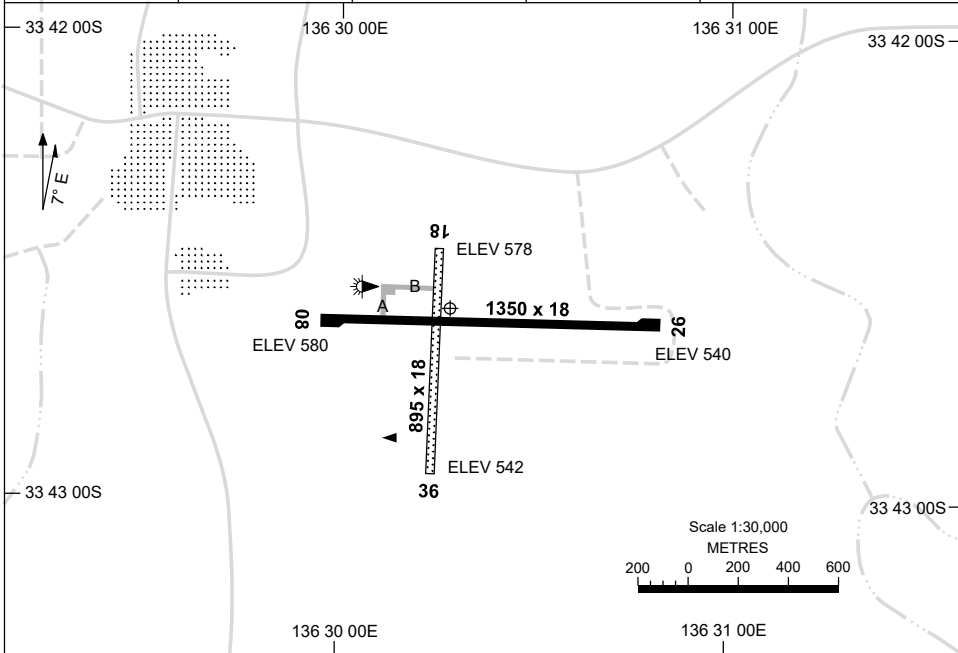 33 42 00S
136 30 00E
136 31 00E
33 42 00S
7° E
18
ELEV 578
B
A
1350 x 18
08
26
ELEV 580
ELEV 540
895 x 18
ELEV 542
36
33 43 00S
33 43 00S
Scale 1:30,000
METRES
200 0 200 400 600
136 30 00E
136 31 00E